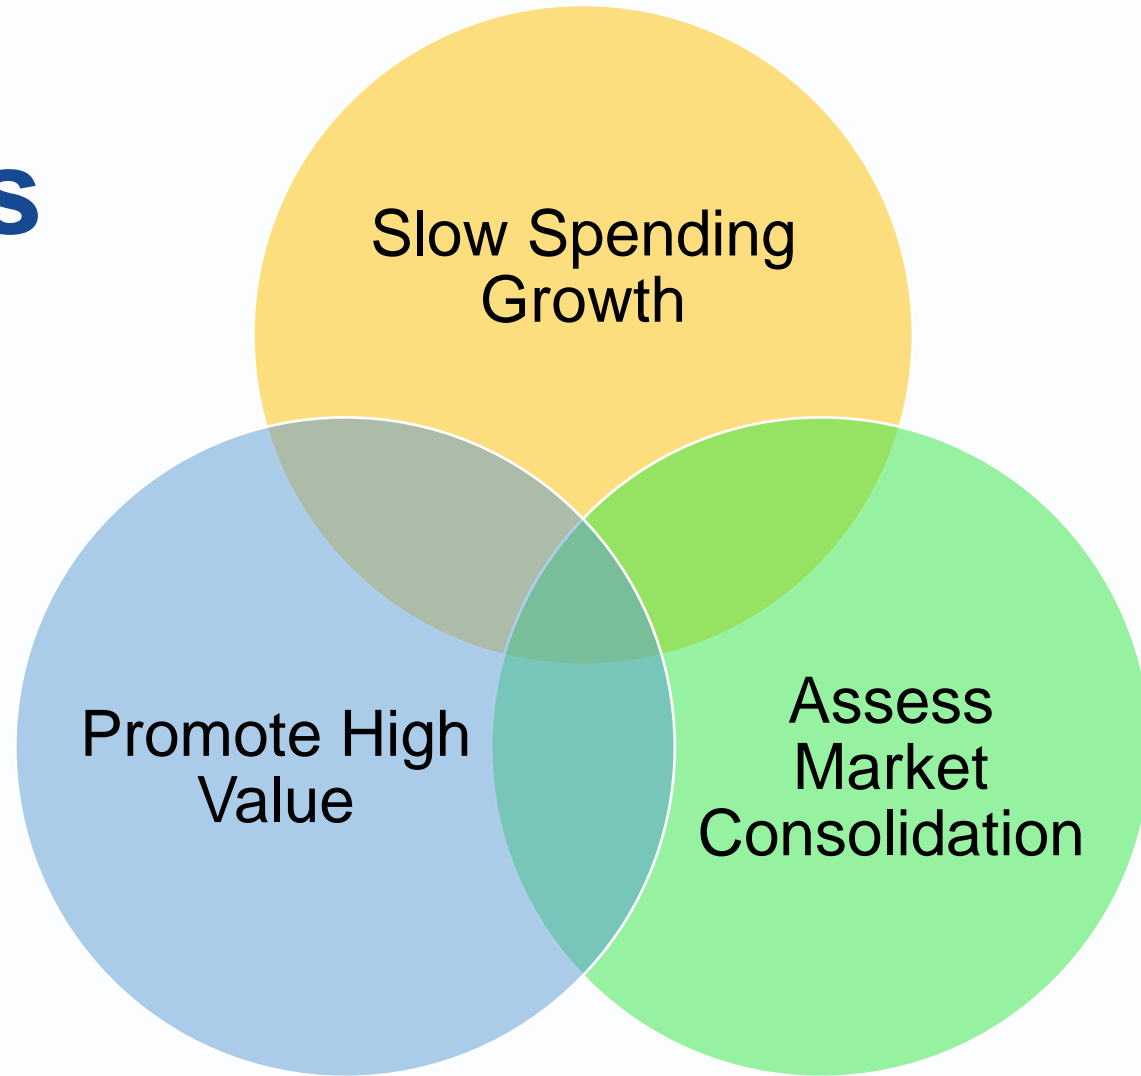 s
Slow Spending
Growth
Promote High
Value
Assess
Market
Consolidation